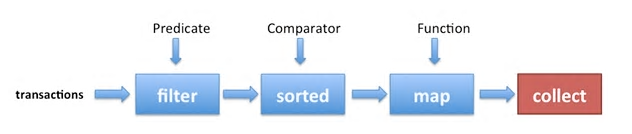 Predicate Comparator Function
transactions filter sorted map collect